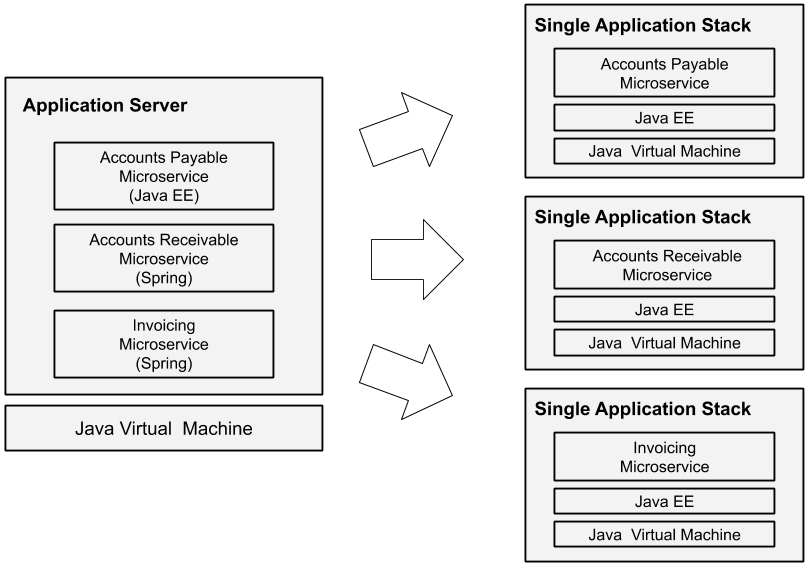 Application Server
Accounts Payable
Microservice
(Java EE)
Accounts Receivable
Microservice
(Spring)
Invoicing
Microservice
(Spring)
Java Virtual Machine
Single Application Stack
Accounts Payable
Microservice
Java EE
Java Virtual Machine
Single Application Stack
Accounts Receivable
Microservice
Java EE
Java Virtual Machine
Single Application Stack
Invoicing
Microservice
Java EE
Java Virtual Machine